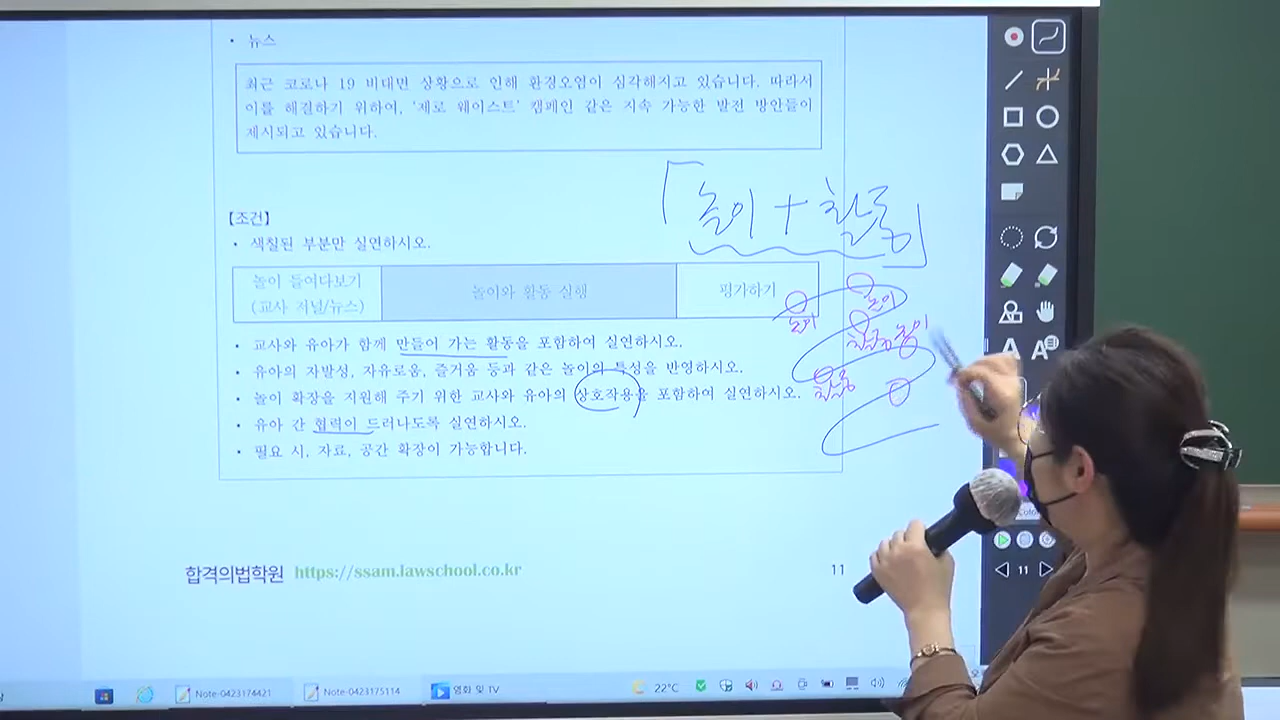 • 뉴스
최근 코로나 19 비대면 상황으로 인해 환경오염이 심각해지고 있습니다. 따라서
이를 해결하기 위하여, '제로 웨이스트' 캠페인 같은 지속 가능한 발전 방안들이
제시되고 있습니다.
「놀이 + 활동」
【조건】
• 색칠된 부분만 실연하시오.
놀이 들여다보기
(교사 저널/뉴스)
놀이와 활동 실행
평가하기
놀이
놀이
활동
• 교사와 유아가 함께 만들어 가는 활동을 포함하여 실연하시오.
• 유아의 자발성, 자유로움, 즐거움 등과 같은 놀이의 특성을 반영하시오.
• 놀이 확장을 지원해 주기 위한 교사와 유아의 상호작용을 포함하여 실연하시오.
• 유아 간 협력이 드러나도록 실연하시오.
• 필요 시, 자료, 공간 확장이 가능합니다.
합격의법학원 https://ssam.lawschool.co.kr
11
A A
11
Note-0423174421
Note-0423175114
영화 및 TV
22°C